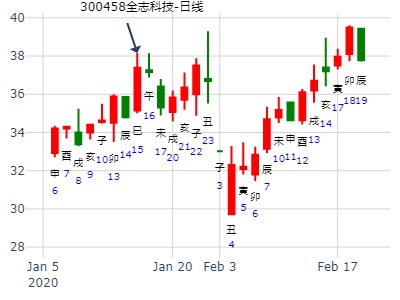 300458全志科技-日线
40
38
36
34
32
30
28
申
6
酉
7
戌
8
亥
9
子
10
卯
13
辰
14
巳
15
午
16
未
17
戌
20
亥
21
子
22
丑
子
3
丑
4
寅
5
卯
6
辰
7
未
10
申
11
酉
12
戌
13
亥
14
寅
17
卯
18
辰
19
Jan 5
2020
Jan 20
Feb 3
Feb 17